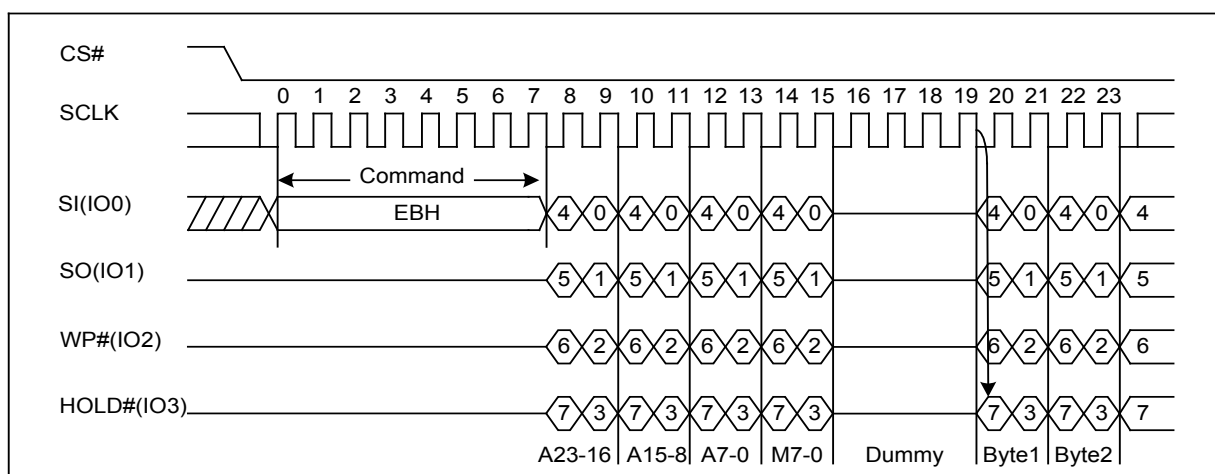 CS#
0 1 2 3 4 5 6 7 8 9 10 11 12 13 14 15 16 17 18 19 20 21 22 23
SCLK
Command
SI(IO0) EBH 4 0 4 0 4 0 4 0 4 0 4 0 4
SO(IO1) 5 1 5 1 5 1 5 1 5 1 5 1 5
WP#(IO2) 6 2 6 2 6 2 6 2 6 2 6 2 6
HOLD#(IO3) 7 3 7 3 7 3 7 3 7 3 7 3 7
A23-16 A15-8 A7-0 M7-0 Dummy Byte1 Byte2